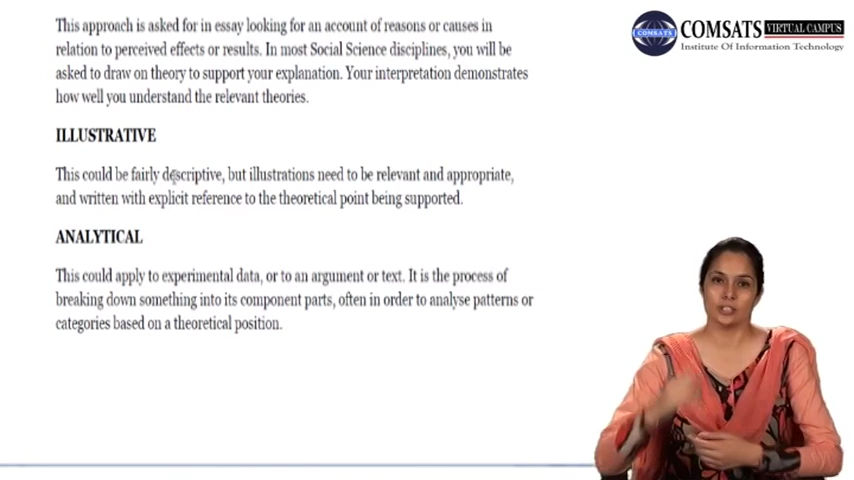 This approach is asked for in essay looking for an account of reasons or causes in
relation to perceived effects or results. In most Social Science disciplines, you will be
asked to draw on theory to support your explanation. Your interpretation demonstrates
how well you understand the relevant theories.
ILLUSTRATIVE
This could be fairly descriptive, but illustrations need to be relevant and appropriate,
and written with explicit reference to the theoretical point being supported.
ANALYTICAL
This could apply to experimental data, or to an argument or text. It is the process of
breaking down something into its component parts, often in order to analyse patterns or
categories based on a theoretical position.
COMSATS
COMSATS VIRTUAL CAMPUS
Institute Of Information Technology